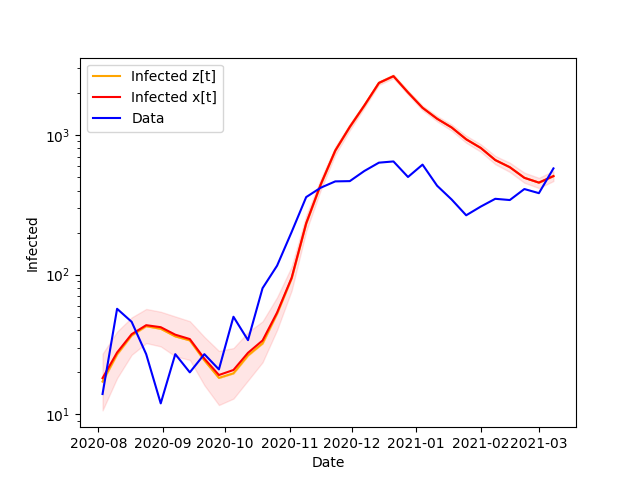 Infected z[t]
Infected x[t]
Data
10³
10²
10¹
Infected
2020-08 2020-09 2020-10 2020-11 2020-12 2021-01 2021-02 2021-03
Date